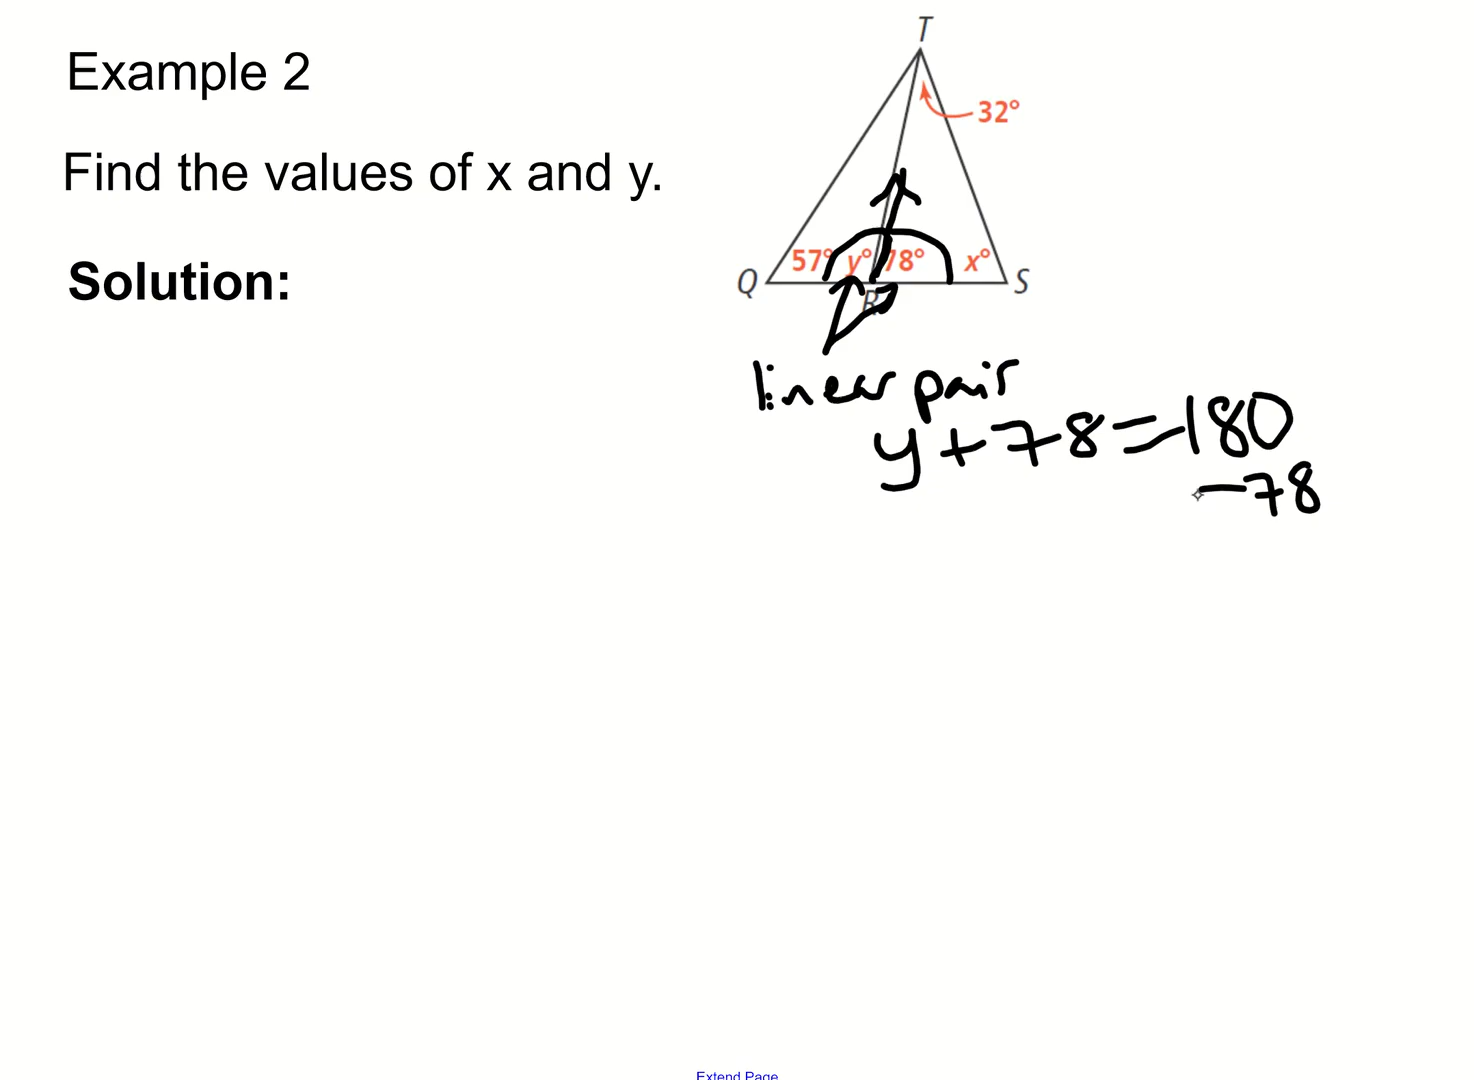 T
Example 2
32°
Find the values of x and y.
57° y° 78° x°
Solution:
Q R S
linear pair
y+78=180
-78
Extend Page